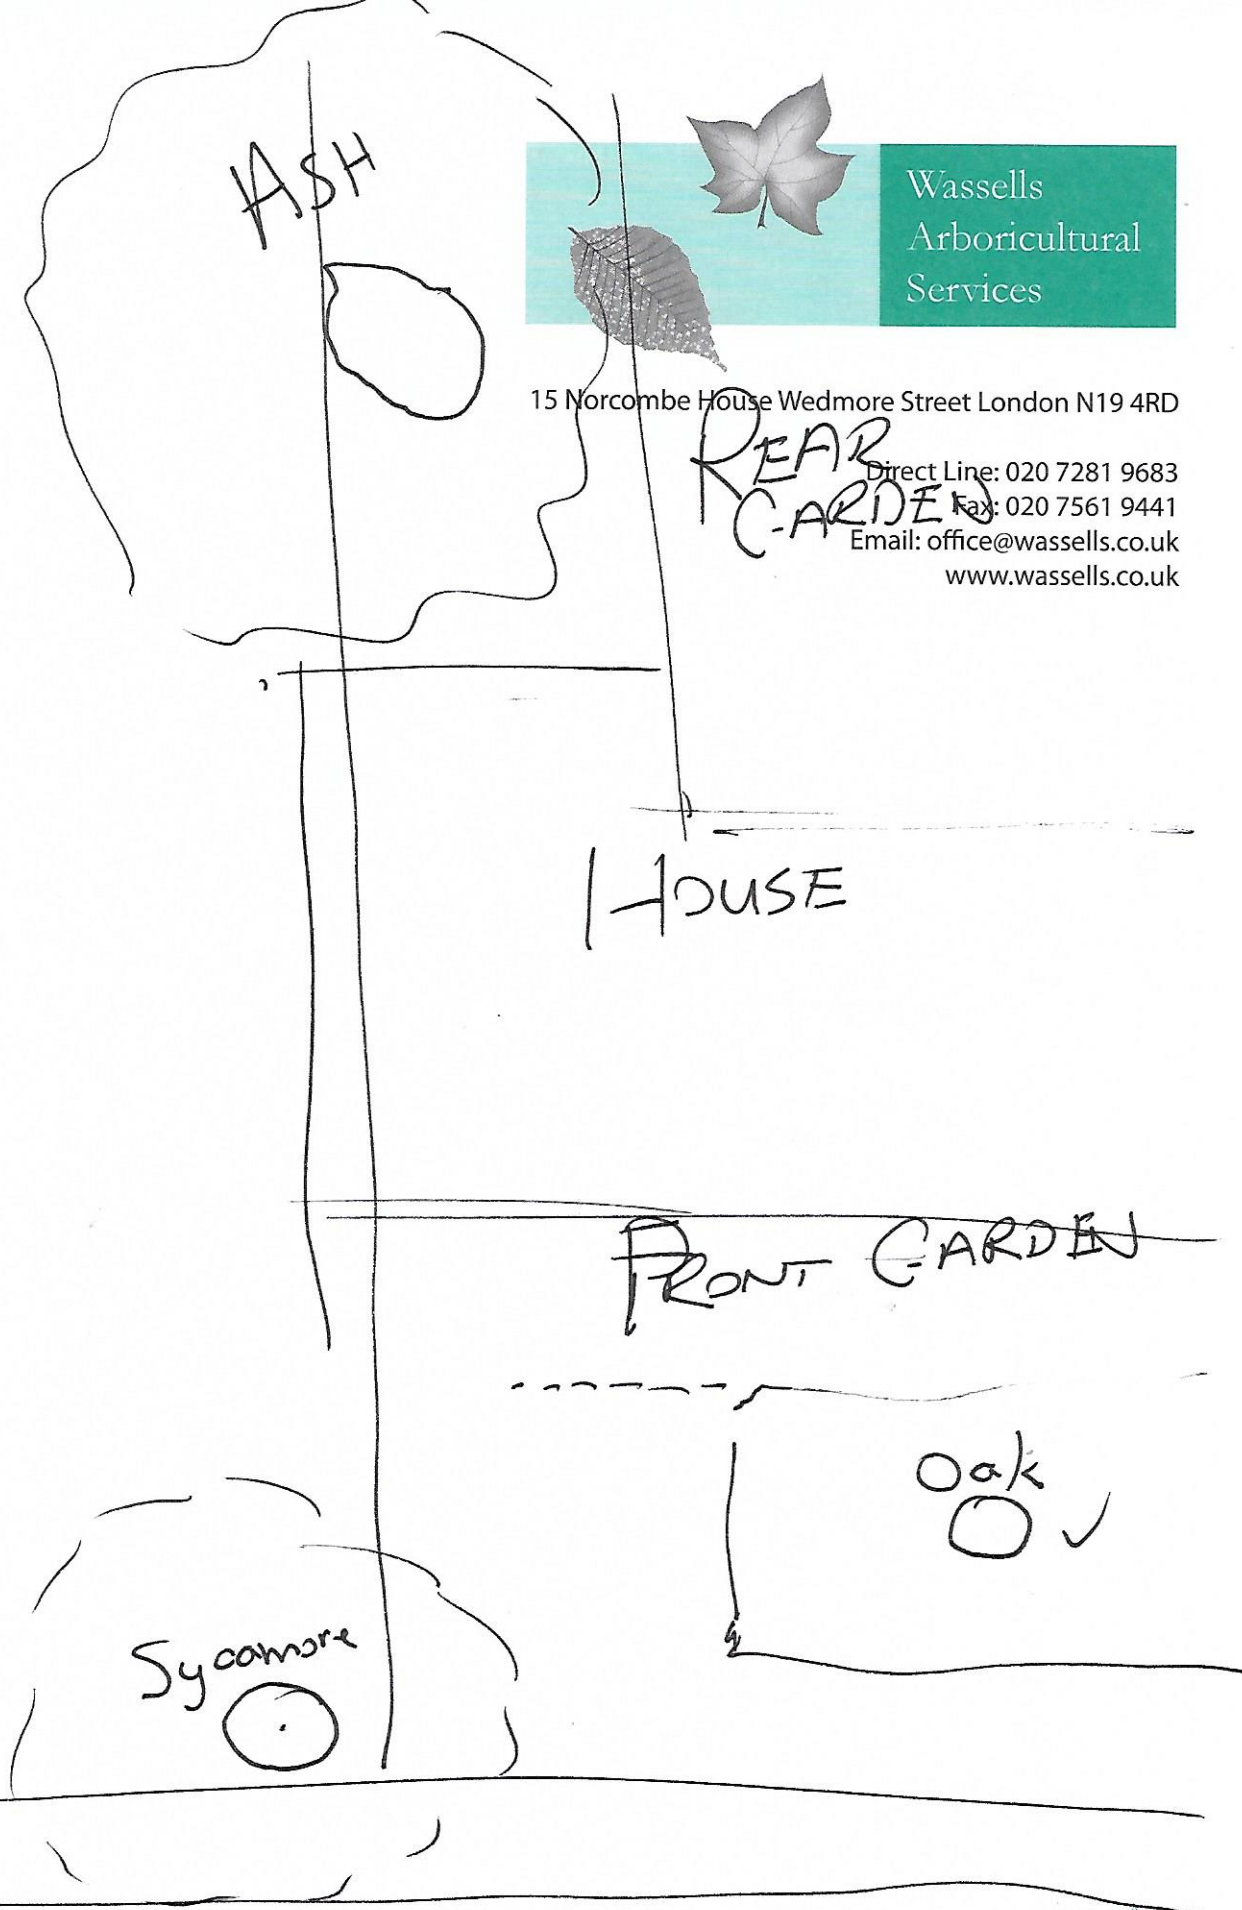 ASH
Wassells
Arboricultural
Services
15 Norcombe House Wedmore Street London N19 4RD
REAR
GARDEN
Direct Line: 020 7281 9683
Fax: 020 7561 9441
Email: office@wassells.co.uk
www.wassells.co.uk
HOUSE
FRONT GARDEN
Oak
Sycamore